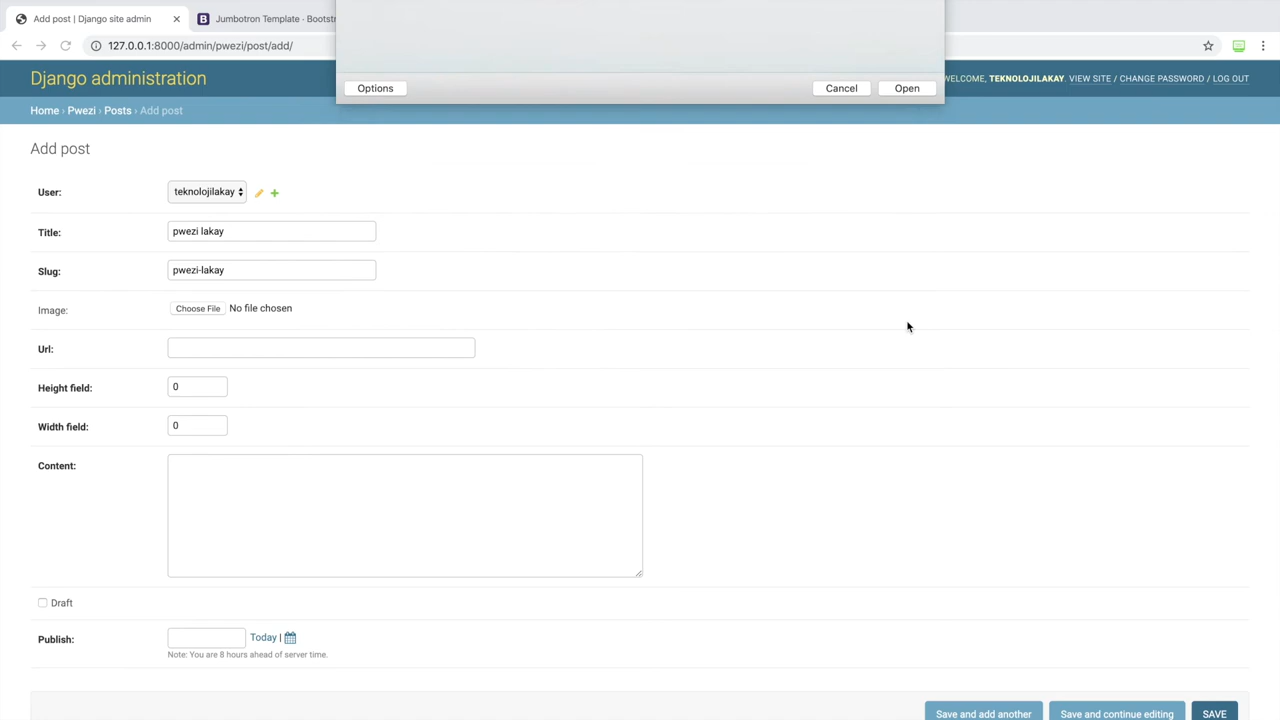 Add post | Django site admin
Jumbotron Template · Bootstr
127.0.0.1:8000/admin/pwezi/post/add/
Options
Cancel
Open
Django administration
WELCOME, TEKNOLOJILAKAY. VIEW SITE / CHANGE PASSWORD / LOG OUT
Home › Pwezi › Posts › Add post
Add post
User: teknolojilakay
Title: pwezi lakay
Slug: pwezi-lakay
Image: Choose File No file chosen
Url:
Height field: 0
Width field: 0
Content:
Draft
Publish: Today |
Note: You are 8 hours ahead of server time.
Save and add another Save and continue editing SAVE